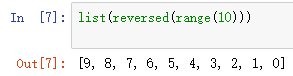 In [7]: list(reversed(range(10)))
Out[7]: [9, 8, 7, 6, 5, 4, 3, 2, 1, 0]